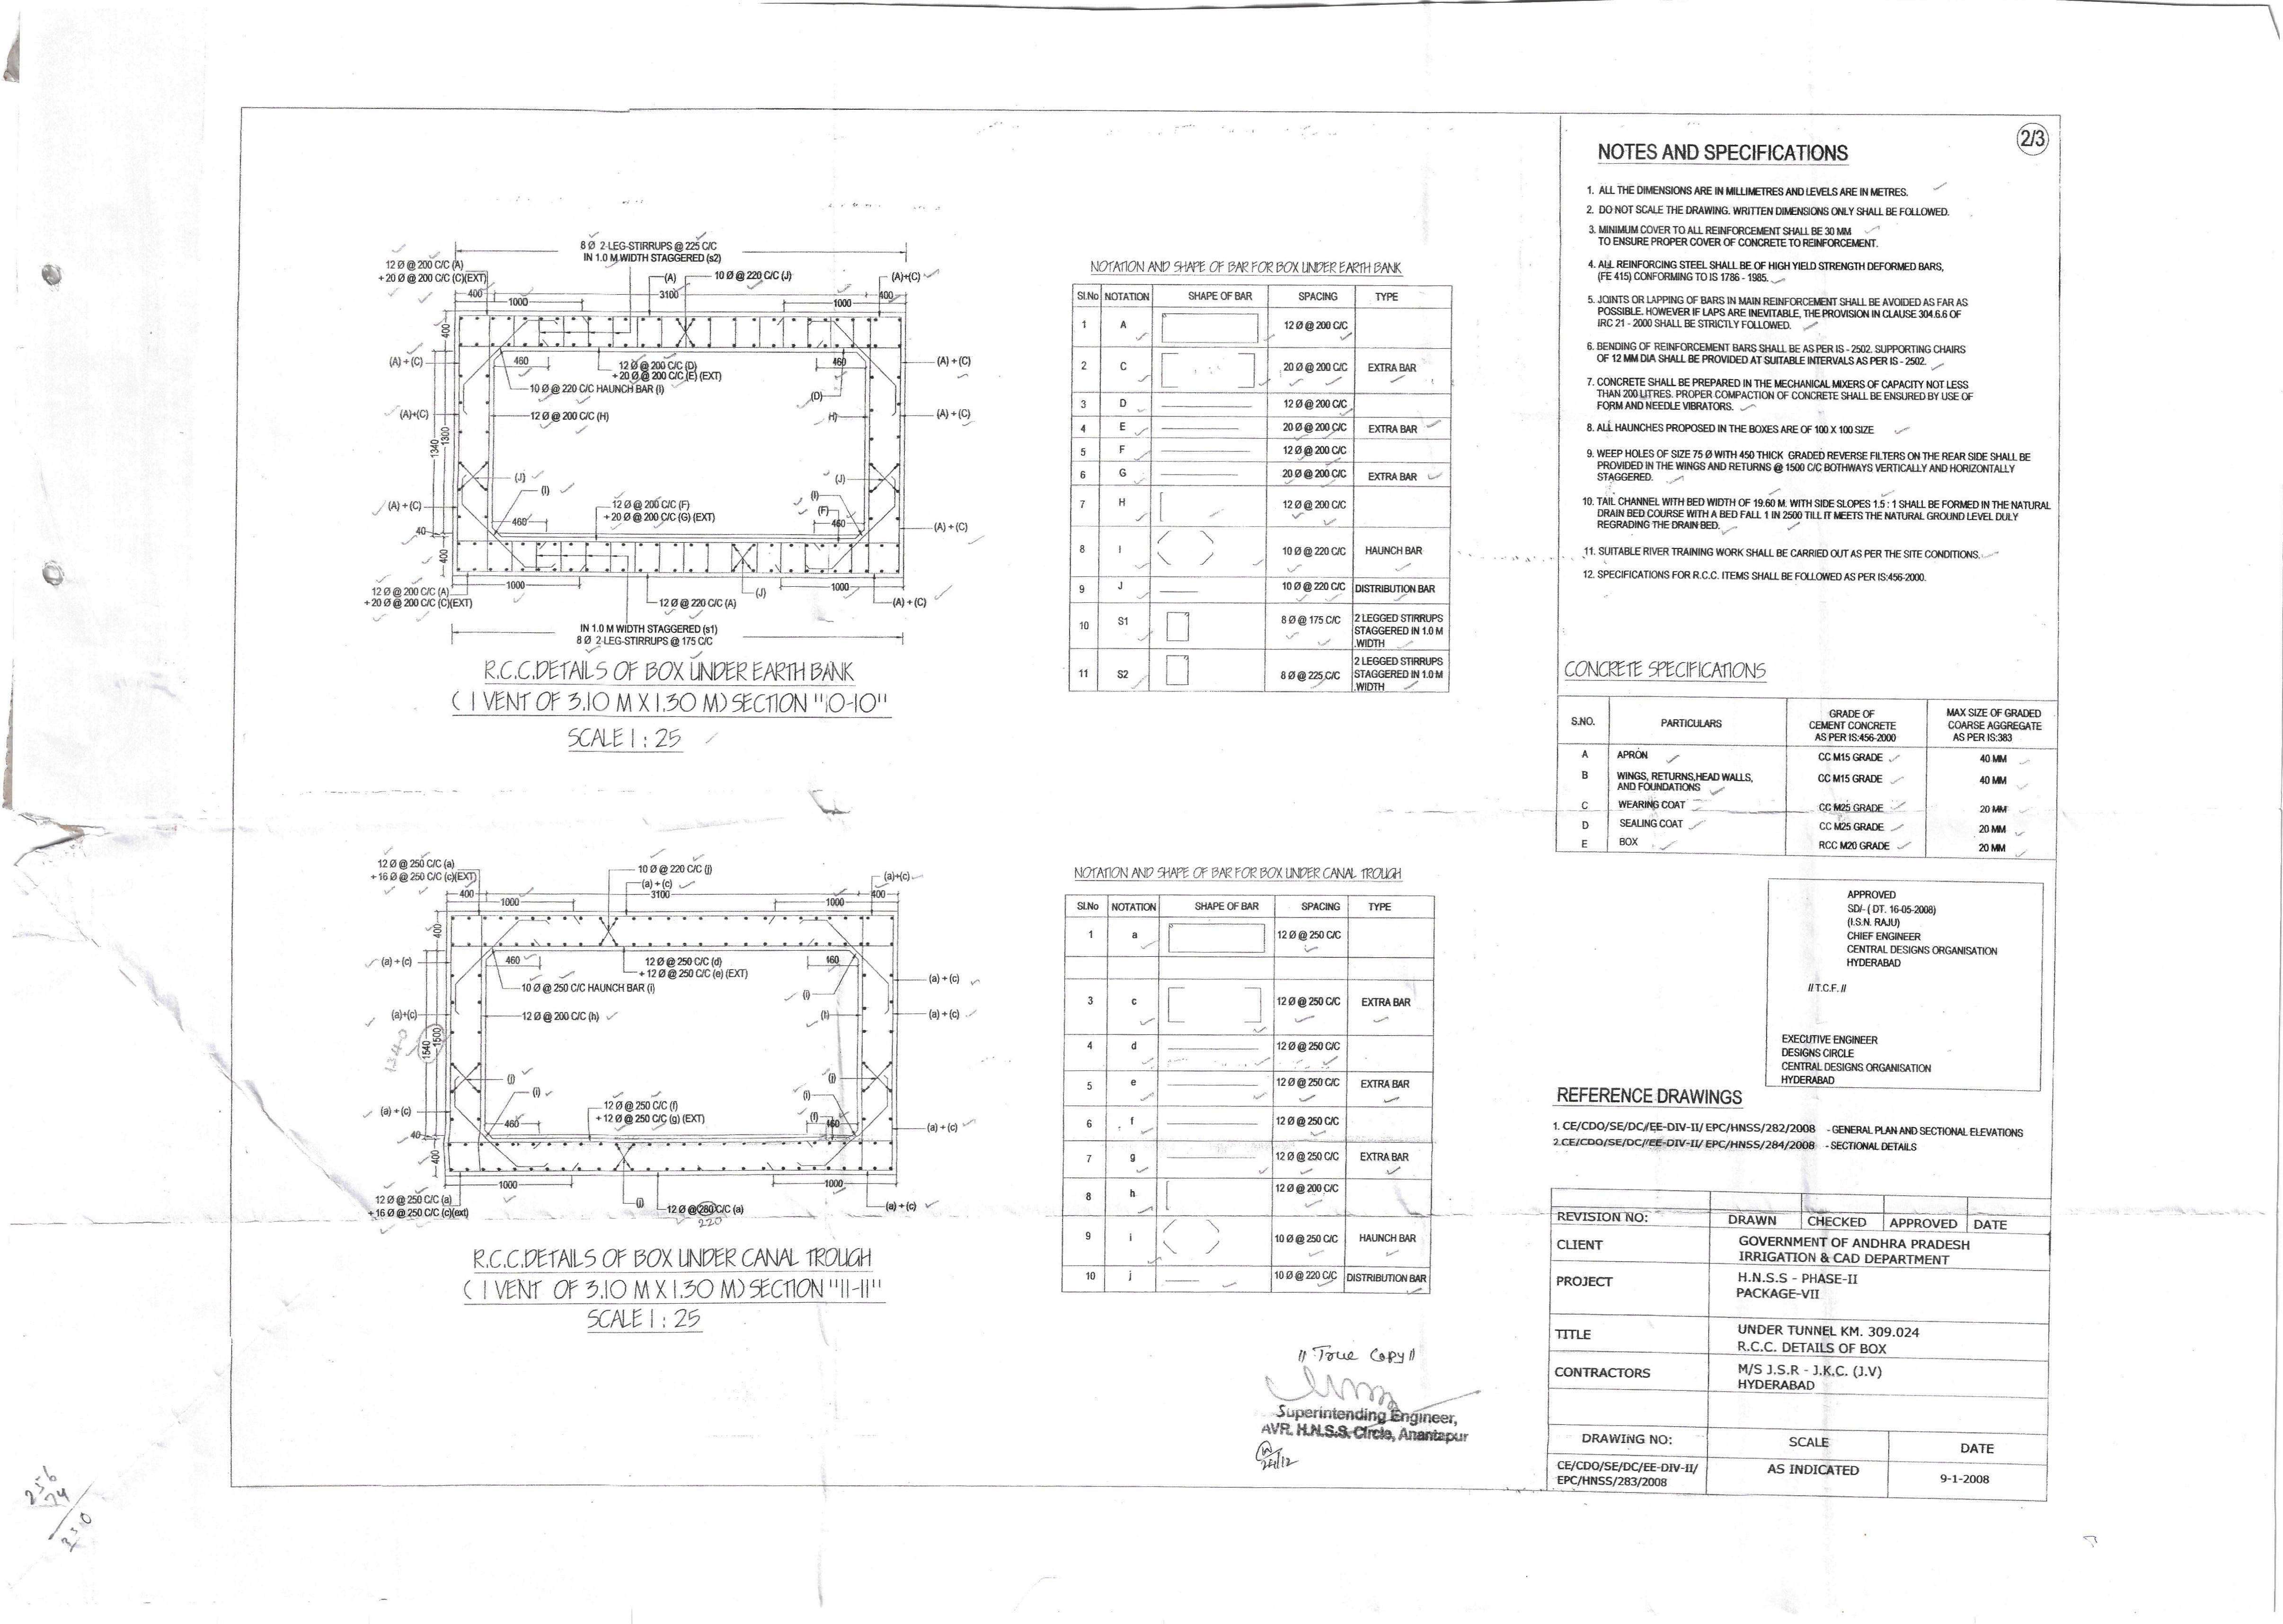 2/3
8 Ø 2-LEG-STIRRUPS @ 225 C/C
IN 1.0 M.WIDTH STAGGERED (s2)
12 Ø @ 200 C/C (A)
+ 20 Ø @ 200 C/C (C)(EXT)
(A)
10 Ø @ 220 C/C (J)
(A)+(C)
400
3100
400
1000
1000
400
(A) + (C)
460
12 Ø @ 200 C/C (D)
+ 20 Ø @ 200 C/C (E) (EXT)
460
(A) + (C)
10 Ø @ 220 C/C HAUNCH BAR (I)
(D)
(A)+(C)
12 Ø @ 200 C/C (H)
H)
(A) + (C)
1340
1300
(J)
(J)
(I)
(I)
(A) + (C)
12 Ø @ 200 C/C (F)
+ 20 Ø @ 200 C/C (G) (EXT)
(F)
460
460
(A) + (C)
40
400
1000
1000
12 Ø @ 200 C/C (A)
+ 20 Ø @ 200 C/C (C)(EXT)
(J)
12 Ø @ 220 C/C (A)
(A) + (C)
IN 1.0 M WIDTH STAGGERED (s1)
8 Ø 2-LEG-STIRRUPS @ 175 C/C
R.C.C.DETAILS OF BOX UNDER EARTH BANK
( 1 VENT OF 3.10 M X 1.30 M) SECTION "10-10"
SCALE 1 : 25
NOTATION AND SHAPE OF BAR FOR BOX UNDER EARTH BANK
Sl.No NOTATION SHAPE OF BAR SPACING TYPE
1 A 12 Ø @ 200 C/C
2 C 20 Ø @ 200 C/C EXTRA BAR
3 D 12 Ø @ 200 C/C
4 E 20 Ø @ 200 C/C EXTRA BAR
5 F 12 Ø @ 200 C/C
6 G 20 Ø @ 200 C/C EXTRA BAR
7 H 12 Ø @ 200 C/C
8 I 10 Ø @ 220 C/C HAUNCH BAR
9 J 10 Ø @ 220 C/C DISTRIBUTION BAR
10 S1 8 Ø @ 175 C/C 2 LEGGED STIRRUPS
STAGGERED IN 1.0 M
.WIDTH
11 S2 8 Ø @ 225 C/C 2 LEGGED STIRRUPS
STAGGERED IN 1.0 M
.WIDTH
12 Ø @ 250 C/C (a)
+ 16 Ø @ 250 C/C (c)(EXT)
10 Ø @ 220 C/C (j)
(a) + (c)
(a)+(c)
400
3100
400
1000
1000
400
(a) + (c)
460
12 Ø @ 250 C/C (d)
+ 12 Ø @ 250 C/C (e) (EXT)
160
(a) + (c)
10 Ø @ 250 C/C HAUNCH BAR (i)
(i)
(a)+(c)
12 Ø @ 200 C/C (h)
(a) + (c)
1540
1500
1340
(j)
(j)
(i)
(i)
(a) + (c)
12 Ø @ 250 C/C (f)
+ 12 Ø @ 250 C/C (g) (EXT)
(f)
460
460
(a) + (c)
40
400
1000
1000
12 Ø @ 250 C/C (a)
+ 16 Ø @ 250 C/C (c)(ext)
(j)
12 Ø @ 280 C/C (a)
220
(a) + (c)
R.C.C.DETAILS OF BOX UNDER CANAL TROUGH
( 1 VENT OF 3.10 M X 1.30 M) SECTION "11-11"
SCALE 1 : 25
NOTATION AND SHAPE OF BAR FOR BOX UNDER CANAL TROUGH
Sl.No NOTATION SHAPE OF BAR SPACING TYPE
1 a 12 Ø @ 250 C/C
3 c 12 Ø @ 250 C/C EXTRA BAR
4 d 12 Ø @ 250 C/C
5 e 12 Ø @ 250 C/C EXTRA BAR
6 f 12 Ø @ 250 C/C
7 g 12 Ø @ 250 C/C EXTRA BAR
8 h 12 Ø @ 200 C/C
9 i 10 Ø @ 250 C/C HAUNCH BAR
10 j 10 Ø @ 220 C/C DISTRIBUTION BAR
// True Copy //
Superintending Engineer,
AVR. H.N.S.S. Circle, Anantapur
NOTES AND SPECIFICATIONS
1. ALL THE DIMENSIONS ARE IN MILLIMETRES AND LEVELS ARE IN METRES.
2. DO NOT SCALE THE DRAWING. WRITTEN DIMENSIONS ONLY SHALL BE FOLLOWED.
3. MINIMUM COVER TO ALL REINFORCEMENT SHALL BE 30 MM
TO ENSURE PROPER COVER OF CONCRETE TO REINFORCEMENT.
4. ALL REINFORCING STEEL SHALL BE OF HIGH YIELD STRENGTH DEFORMED BARS,
(FE 415) CONFORMING TO IS 1786 - 1985.
5. JOINTS OR LAPPING OF BARS IN MAIN REINFORCEMENT SHALL BE AVOIDED AS FAR AS
POSSIBLE. HOWEVER IF LAPS ARE INEVITABLE, THE PROVISION IN CLAUSE 304.6.6 OF
IRC 21 - 2000 SHALL BE STRICTLY FOLLOWED.
6. BENDING OF REINFORCEMENT BARS SHALL BE AS PER IS - 2502. SUPPORTING CHAIRS
OF 12 MM DIA SHALL BE PROVIDED AT SUITABLE INTERVALS AS PER IS - 2502.
7. CONCRETE SHALL BE PREPARED IN THE MECHANICAL MIXERS OF CAPACITY NOT LESS
THAN 200 LITRES. PROPER COMPACTION OF CONCRETE SHALL BE ENSURED BY USE OF
FORM AND NEEDLE VIBRATORS.
8. ALL HAUNCHES PROPOSED IN THE BOXES ARE OF 100 X 100 SIZE
9. WEEP HOLES OF SIZE 75 Ø WITH 450 THICK GRADED REVERSE FILTERS ON THE REAR SIDE SHALL BE
PROVIDED IN THE WINGS AND RETURNS @ 1500 C/C BOTHWAYS VERTICALLY AND HORIZONTALLY
STAGGERED.
10. TAIL CHANNEL WITH BED WIDTH OF 19.60 M. WITH SIDE SLOPES 1.5 : 1 SHALL BE FORMED IN THE NATURAL
DRAIN BED COURSE WITH A BED FALL 1 IN 2500 TILL IT MEETS THE NATURAL GROUND LEVEL DULY
REGRADING THE DRAIN BED.
11. SUITABLE RIVER TRAINING WORK SHALL BE CARRIED OUT AS PER THE SITE CONDITIONS.
12. SPECIFICATIONS FOR R.C.C. ITEMS SHALL BE FOLLOWED AS PER IS:456-2000.
CONCRETE SPECIFICATIONS
S.NO. PARTICULARS GRADE OF
CEMENT CONCRETE
AS PER IS:456-2000 MAX SIZE OF GRADED
COARSE AGGREGATE
AS PER IS:383
A APRON CC M15 GRADE 40 MM
B WINGS, RETURNS,HEAD WALLS,
AND FOUNDATIONS CC M15 GRADE 40 MM
C WEARING COAT CC M25 GRADE 20 MM
D SEALING COAT CC M25 GRADE 20 MM
E BOX RCC M20 GRADE 20 MM
APPROVED
SD/- ( DT. 16-05-2008)
(I.S.N. RAJU)
CHIEF ENGINEER
CENTRAL DESIGNS ORGANISATION
HYDERABAD
// T.C.F. //
EXECUTIVE ENGINEER
DESIGNS CIRCLE
CENTRAL DESIGNS ORGANISATION
HYDERABAD
REFERENCE DRAWINGS
1. CE/CDO/SE/DC//EE-DIV-II/ EPC/HNSS/282/2008 - GENERAL PLAN AND SECTIONAL ELEVATIONS
2.CE/CDO/SE/DC//EE-DIV-II/ EPC/HNSS/284/2008 - SECTIONAL DETAILS
REVISION NO: DRAWN CHECKED APPROVED DATE
CLIENT GOVERNMENT OF ANDHRA PRADESH
IRRIGATION & CAD DEPARTMENT
PROJECT H.N.S.S - PHASE-II
PACKAGE-VII
TITLE UNDER TUNNEL KM. 309.024
R.C.C. DETAILS OF BOX
CONTRACTORS M/S J.S.R - J.K.C. (J.V)
HYDERABAD
DRAWING NO: SCALE DATE
CE/CDO/SE/DC/EE-DIV-II/
EPC/HNSS/283/2008 AS INDICATED 9-1-2008